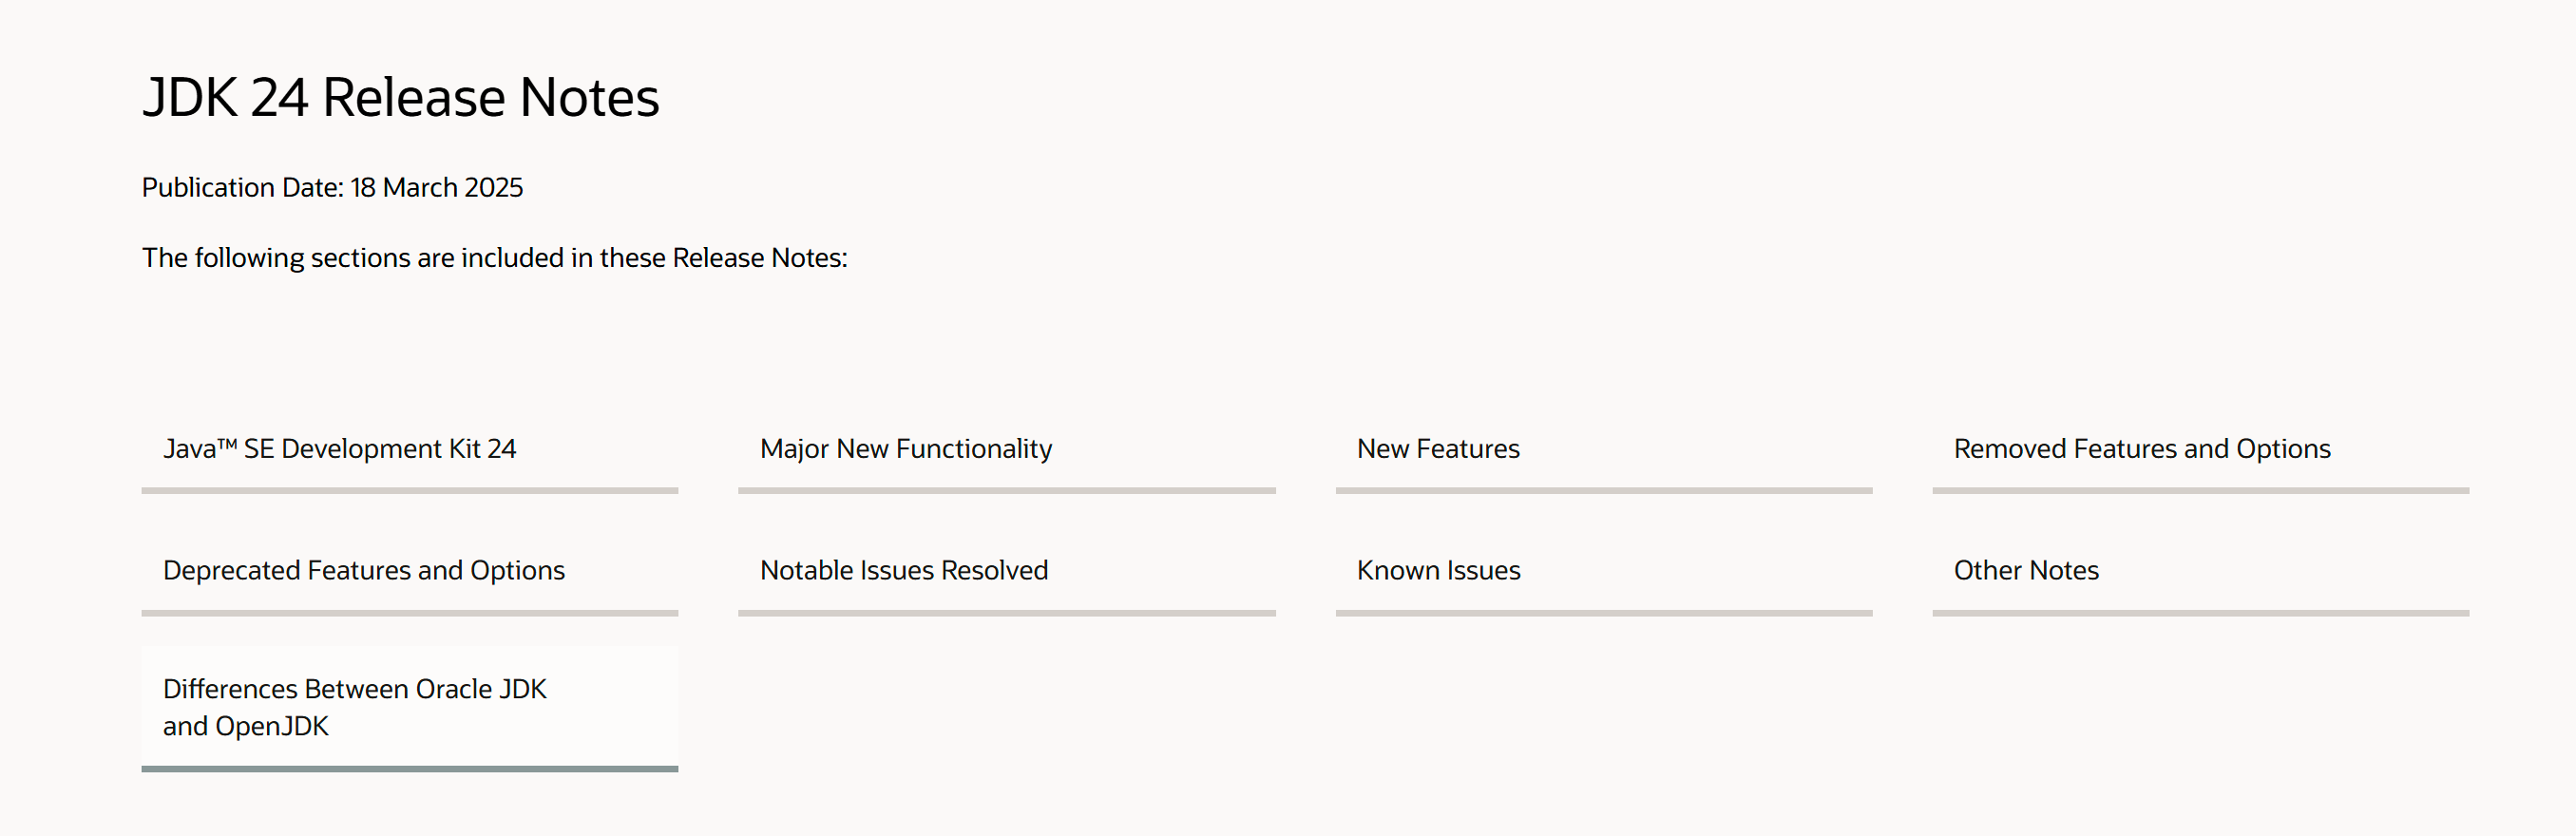 JDK 24 Release Notes
Publication Date: 18 March 2025
The following sections are included in these Release Notes:
Java™ SE Development Kit 24
Major New Functionality
New Features
Removed Features and Options
Deprecated Features and Options
Notable Issues Resolved
Known Issues
Other Notes
Differences Between Oracle JDK
and OpenJDK